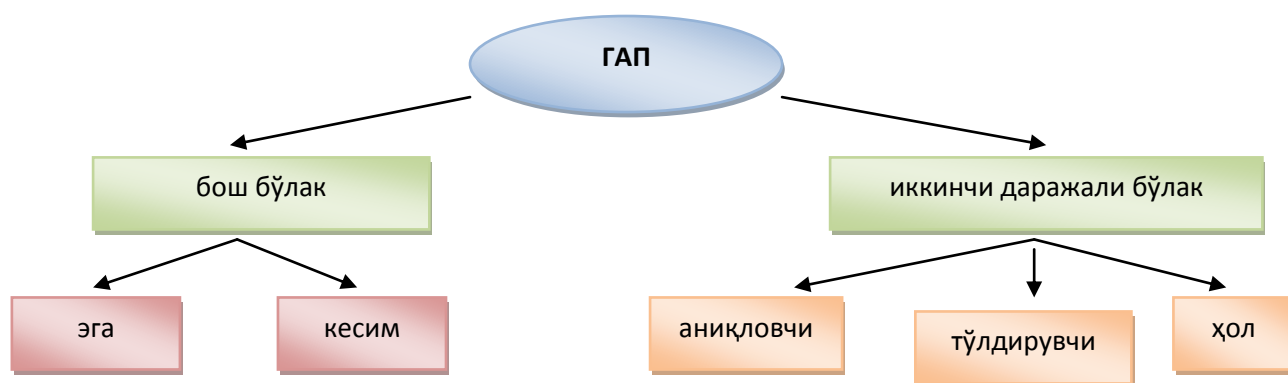 ГАП
бош бўлак
иккинчи даражали бўлак
эга
кесим
аниқловчи
тўлдирувчи
ҳол